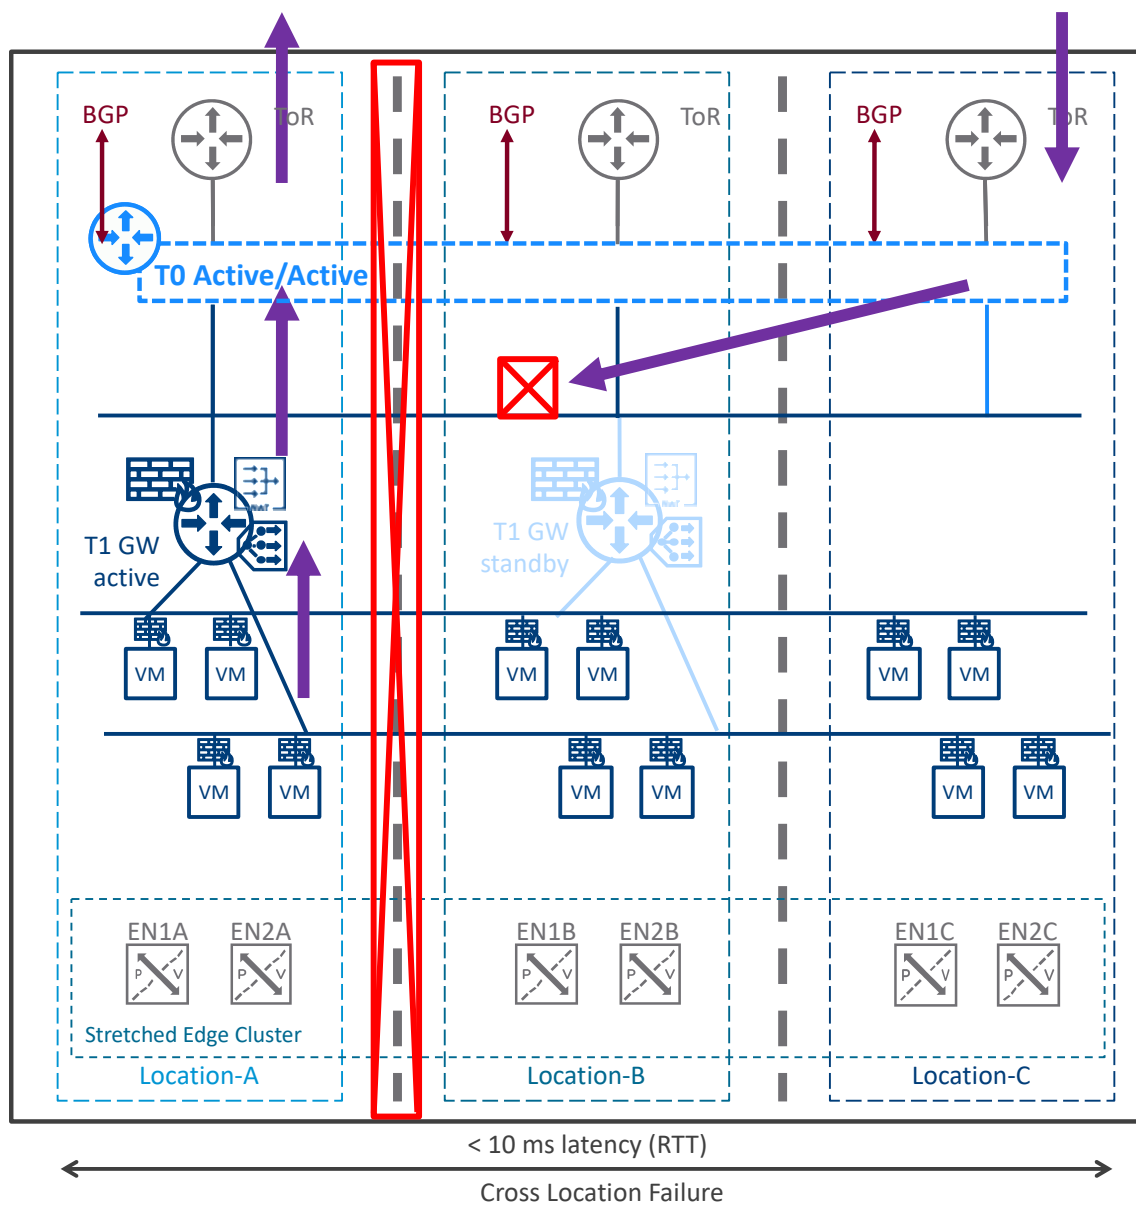 BGP
ToR
BGP
ToR
BGP
ToR
T0 Active/Active
NAT
NAT
T1 GW
active
T1 GW
standby
VM
VM
VM
VM
VM
VM
VM
VM
VM
VM
VM
VM
EN1A
EN2A
EN1B
EN2B
EN1C
EN2C
P
V
P
V
P
V
P
V
P
V
P
V
Stretched Edge Cluster
Location-A
Location-B
Location-C
< 10 ms latency (RTT)
Cross Location Failure